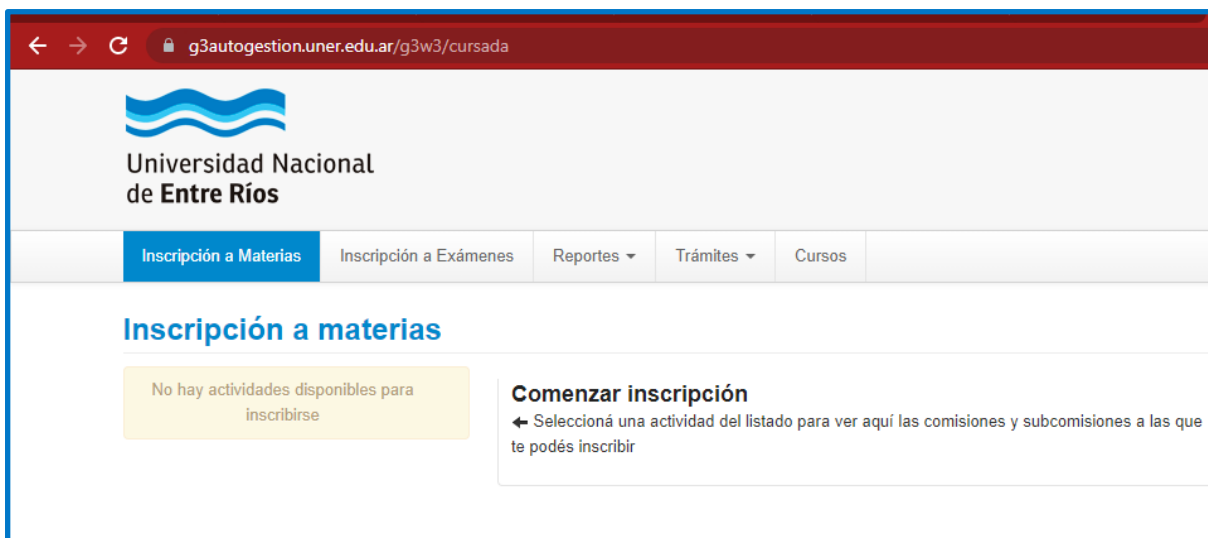 g3autogestion.uner.edu.ar/g3w3/cursada
Universidad Nacional
de Entre Ríos
Inscripción a Materias Inscripción a Exámenes Reportes Trámites Cursos
Inscripción a materias
No hay actividades disponibles para
inscribirse
Comenzar inscripción
Seleccioná una actividad del listado para ver aquí las comisiones y subcomisiones a las que
te podés inscribir